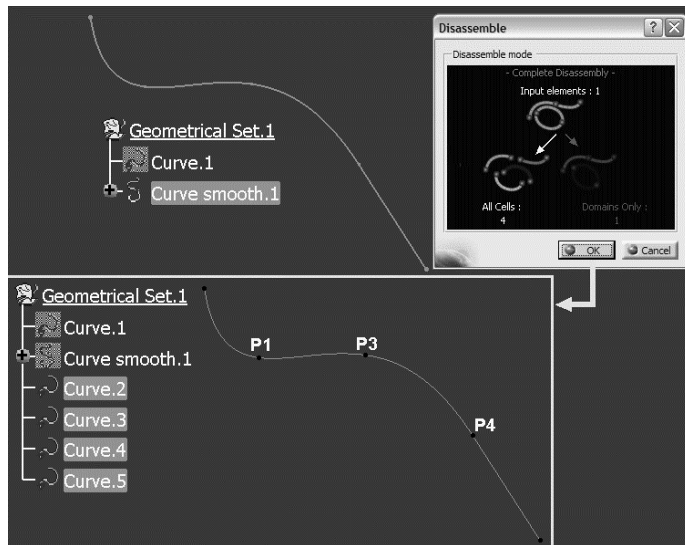 Disassemble
Disassemble mode
- Complete Disassembly -
Input elements : 1
All Cells :
4
Domains Only :
1
OK
Cancel
Geometrical Set.1
Curve.1
Curve smooth.1
Geometrical Set.1
Curve.1
Curve smooth.1
Curve.2
Curve.3
Curve.4
Curve.5
P1
P3
P4